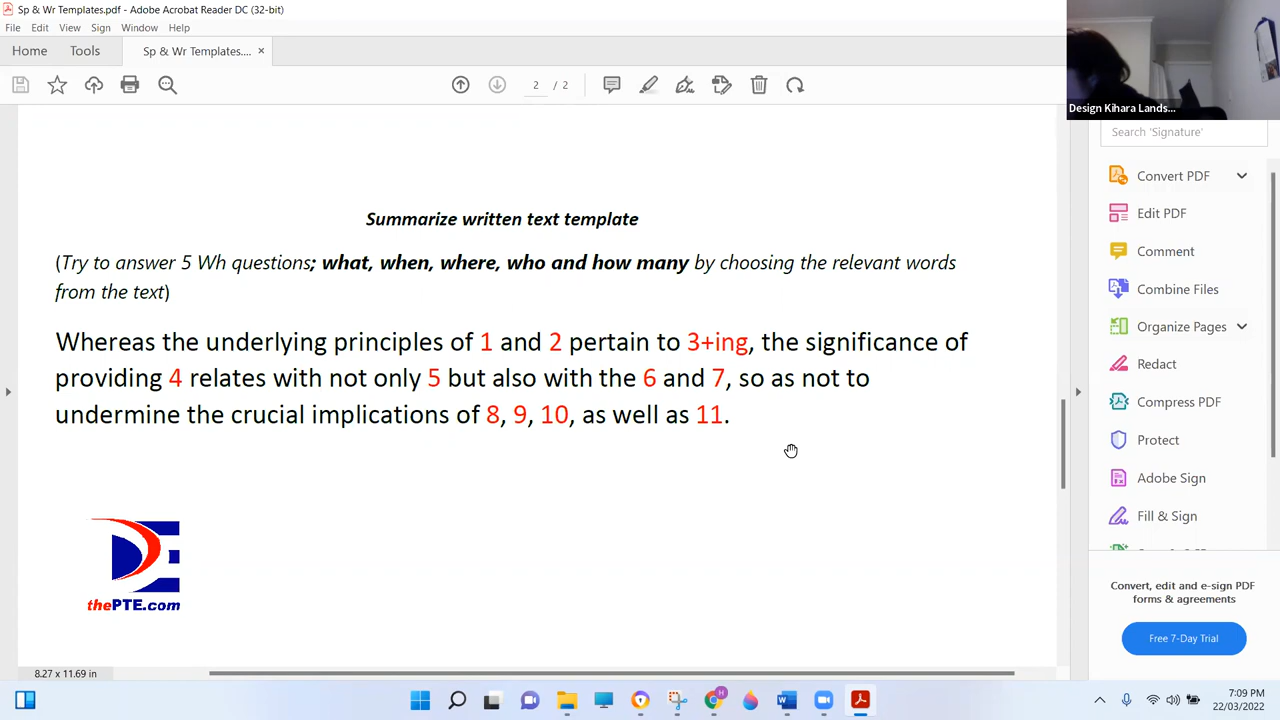 Sp & Wr Templates.pdf - Adobe Acrobat Reader DC (32-bit)
File Edit View Sign Window Help
Home Tools Sp & Wr Templates.... ×
2 / 2
Design Kihara Lands...
Search 'Signature'
Convert PDF
Edit PDF
Comment
Combine Files
Organize Pages
Redact
Compress PDF
Protect
Adobe Sign
Fill & Sign
Convert, edit and e-sign PDF
forms & agreements
Free 7-Day Trial
Summarize written text template
(Try to answer 5 Wh questions; what, when, where, who and how many by choosing the relevant words
from the text)
Whereas the underlying principles of 1 and 2 pertain to 3+ing, the significance of
providing 4 relates with not only 5 but also with the 6 and 7, so as not to
undermine the crucial implications of 8, 9, 10, as well as 11.
thePTE.com
8.27 x 11.69 in
7:09 PM
22/03/2022